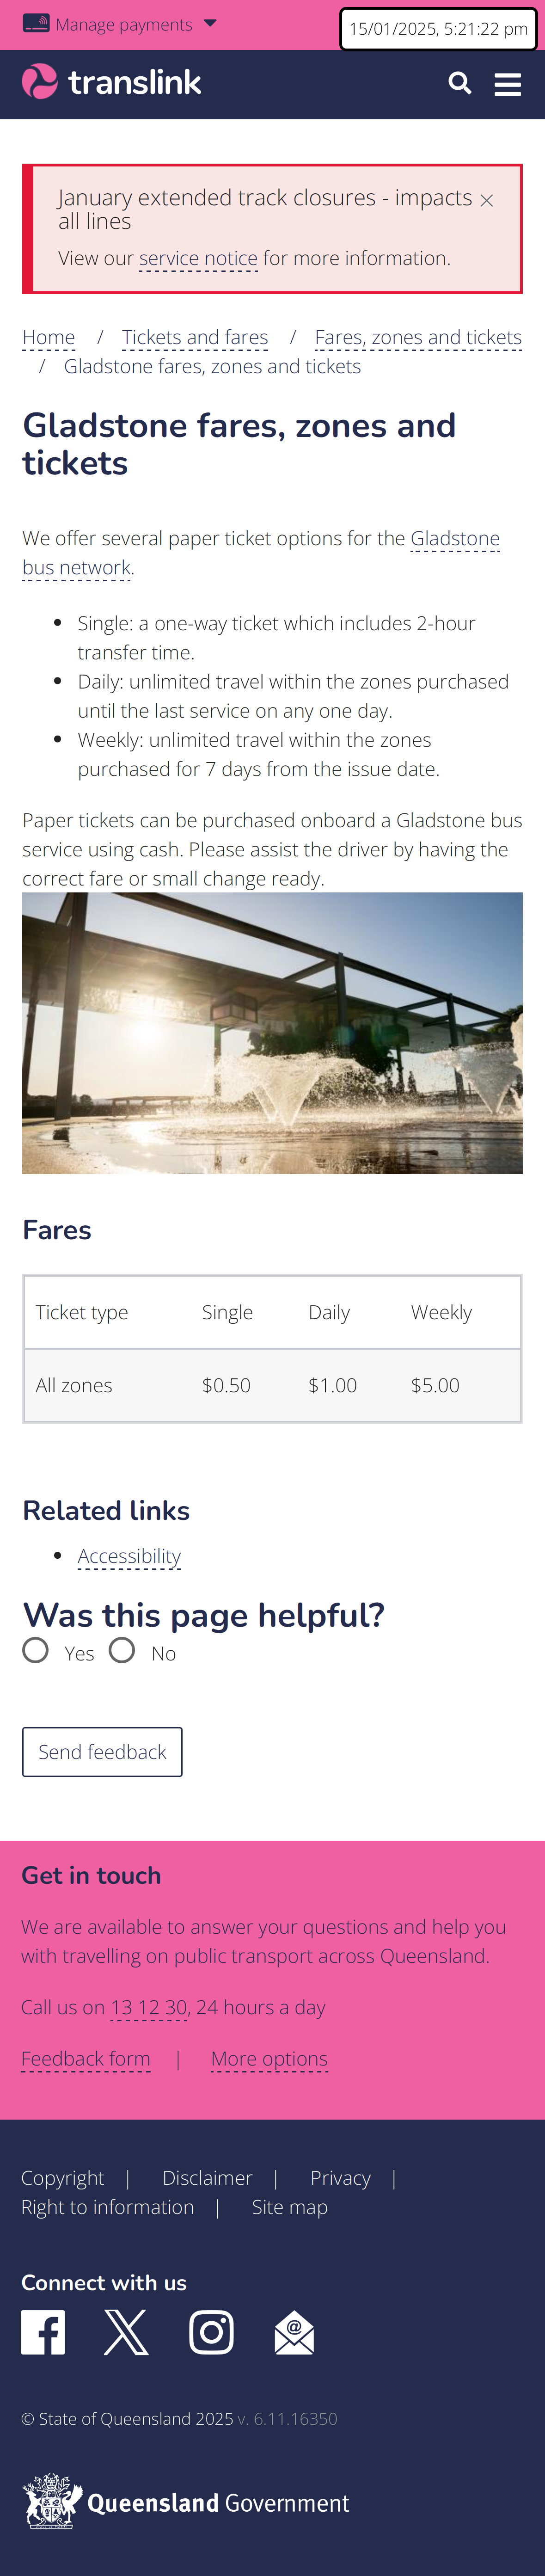 Manage payments
15/01/2025, 5:21:22 pm
translink
January extended track closures - impacts
all lines
View our service notice for more information.
Home / Tickets and fares / Fares, zones and tickets
/ Gladstone fares, zones and tickets
Gladstone fares, zones and
tickets
We offer several paper ticket options for the Gladstone
bus network.
• Single: a one-way ticket which includes 2-hour
transfer time.
• Daily: unlimited travel within the zones purchased
until the last service on any one day.
• Weekly: unlimited travel within the zones
purchased for 7 days from the issue date.
Paper tickets can be purchased onboard a Gladstone bus
service using cash. Please assist the driver by having the
correct fare or small change ready.
Fares
Ticket type Single Daily Weekly
All zones $0.50 $1.00 $5.00
Related links
• Accessibility
Was this page helpful?
Yes No
Send feedback
Get in touch
We are available to answer your questions and help you
with travelling on public transport across Queensland.
Call us on 13 12 30, 24 hours a day
Feedback form | More options
Copyright | Disclaimer | Privacy |
Right to information | Site map
Connect with us
© State of Queensland 2025 v. 6.11.16350
Queensland Government